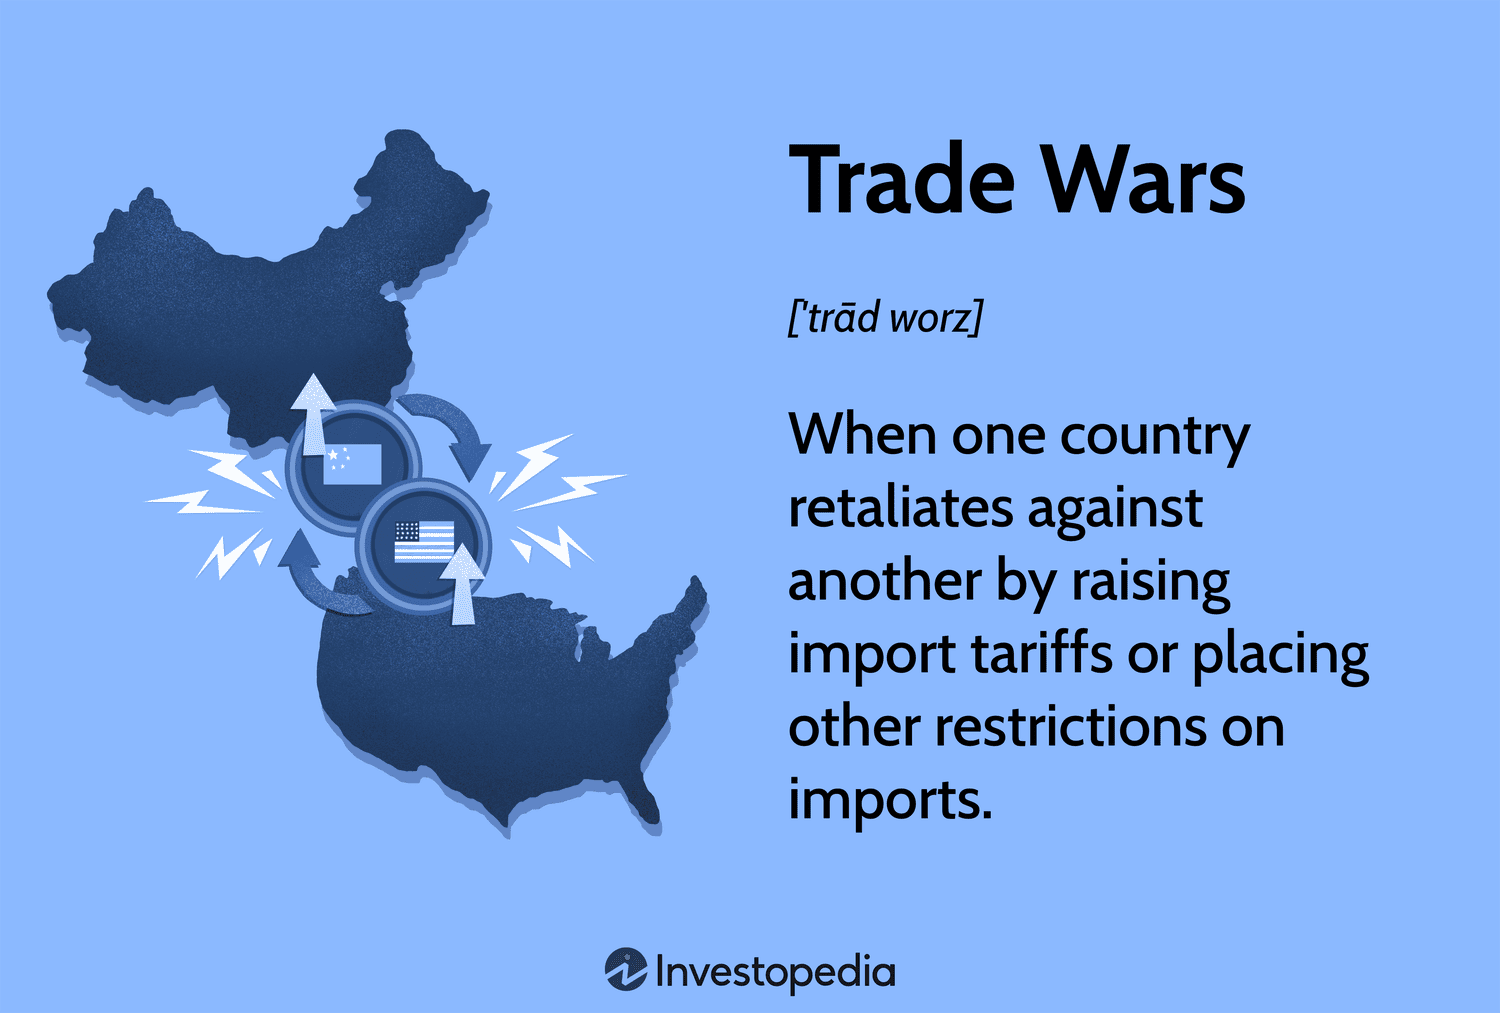 Trade Wars
['trād worz]
When one country
retaliates against
another by raising
import tariffs or placing
other restrictions on
imports.
Investopedia